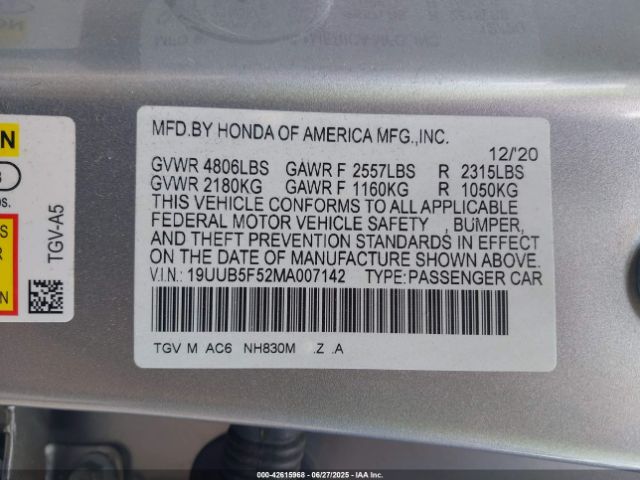 MFD.BY HONDA OF AMERICA MFG.,INC.
12/'20
GVWR 4806LBS GAWR F 2557LBS R 2315LBS
GVWR 2180KG GAWR F 1160KG R 1050KG
THIS VEHICLE CONFORMS TO ALL APPLICABLE
FEDERAL MOTOR VEHICLE SAFETY , BUMPER,
AND THEFT PREVENTION STANDARDS IN EFFECT
ON THE DATE OF MANUFACTURE SHOWN ABOVE.
V.I.N.: 19UUB5F52MA007142 TYPE:PASSENGER CAR
TGV M AC6 NH830M .Z .A
TGV-A5
00-42615968 - 06/27/2025 - IAA Inc.